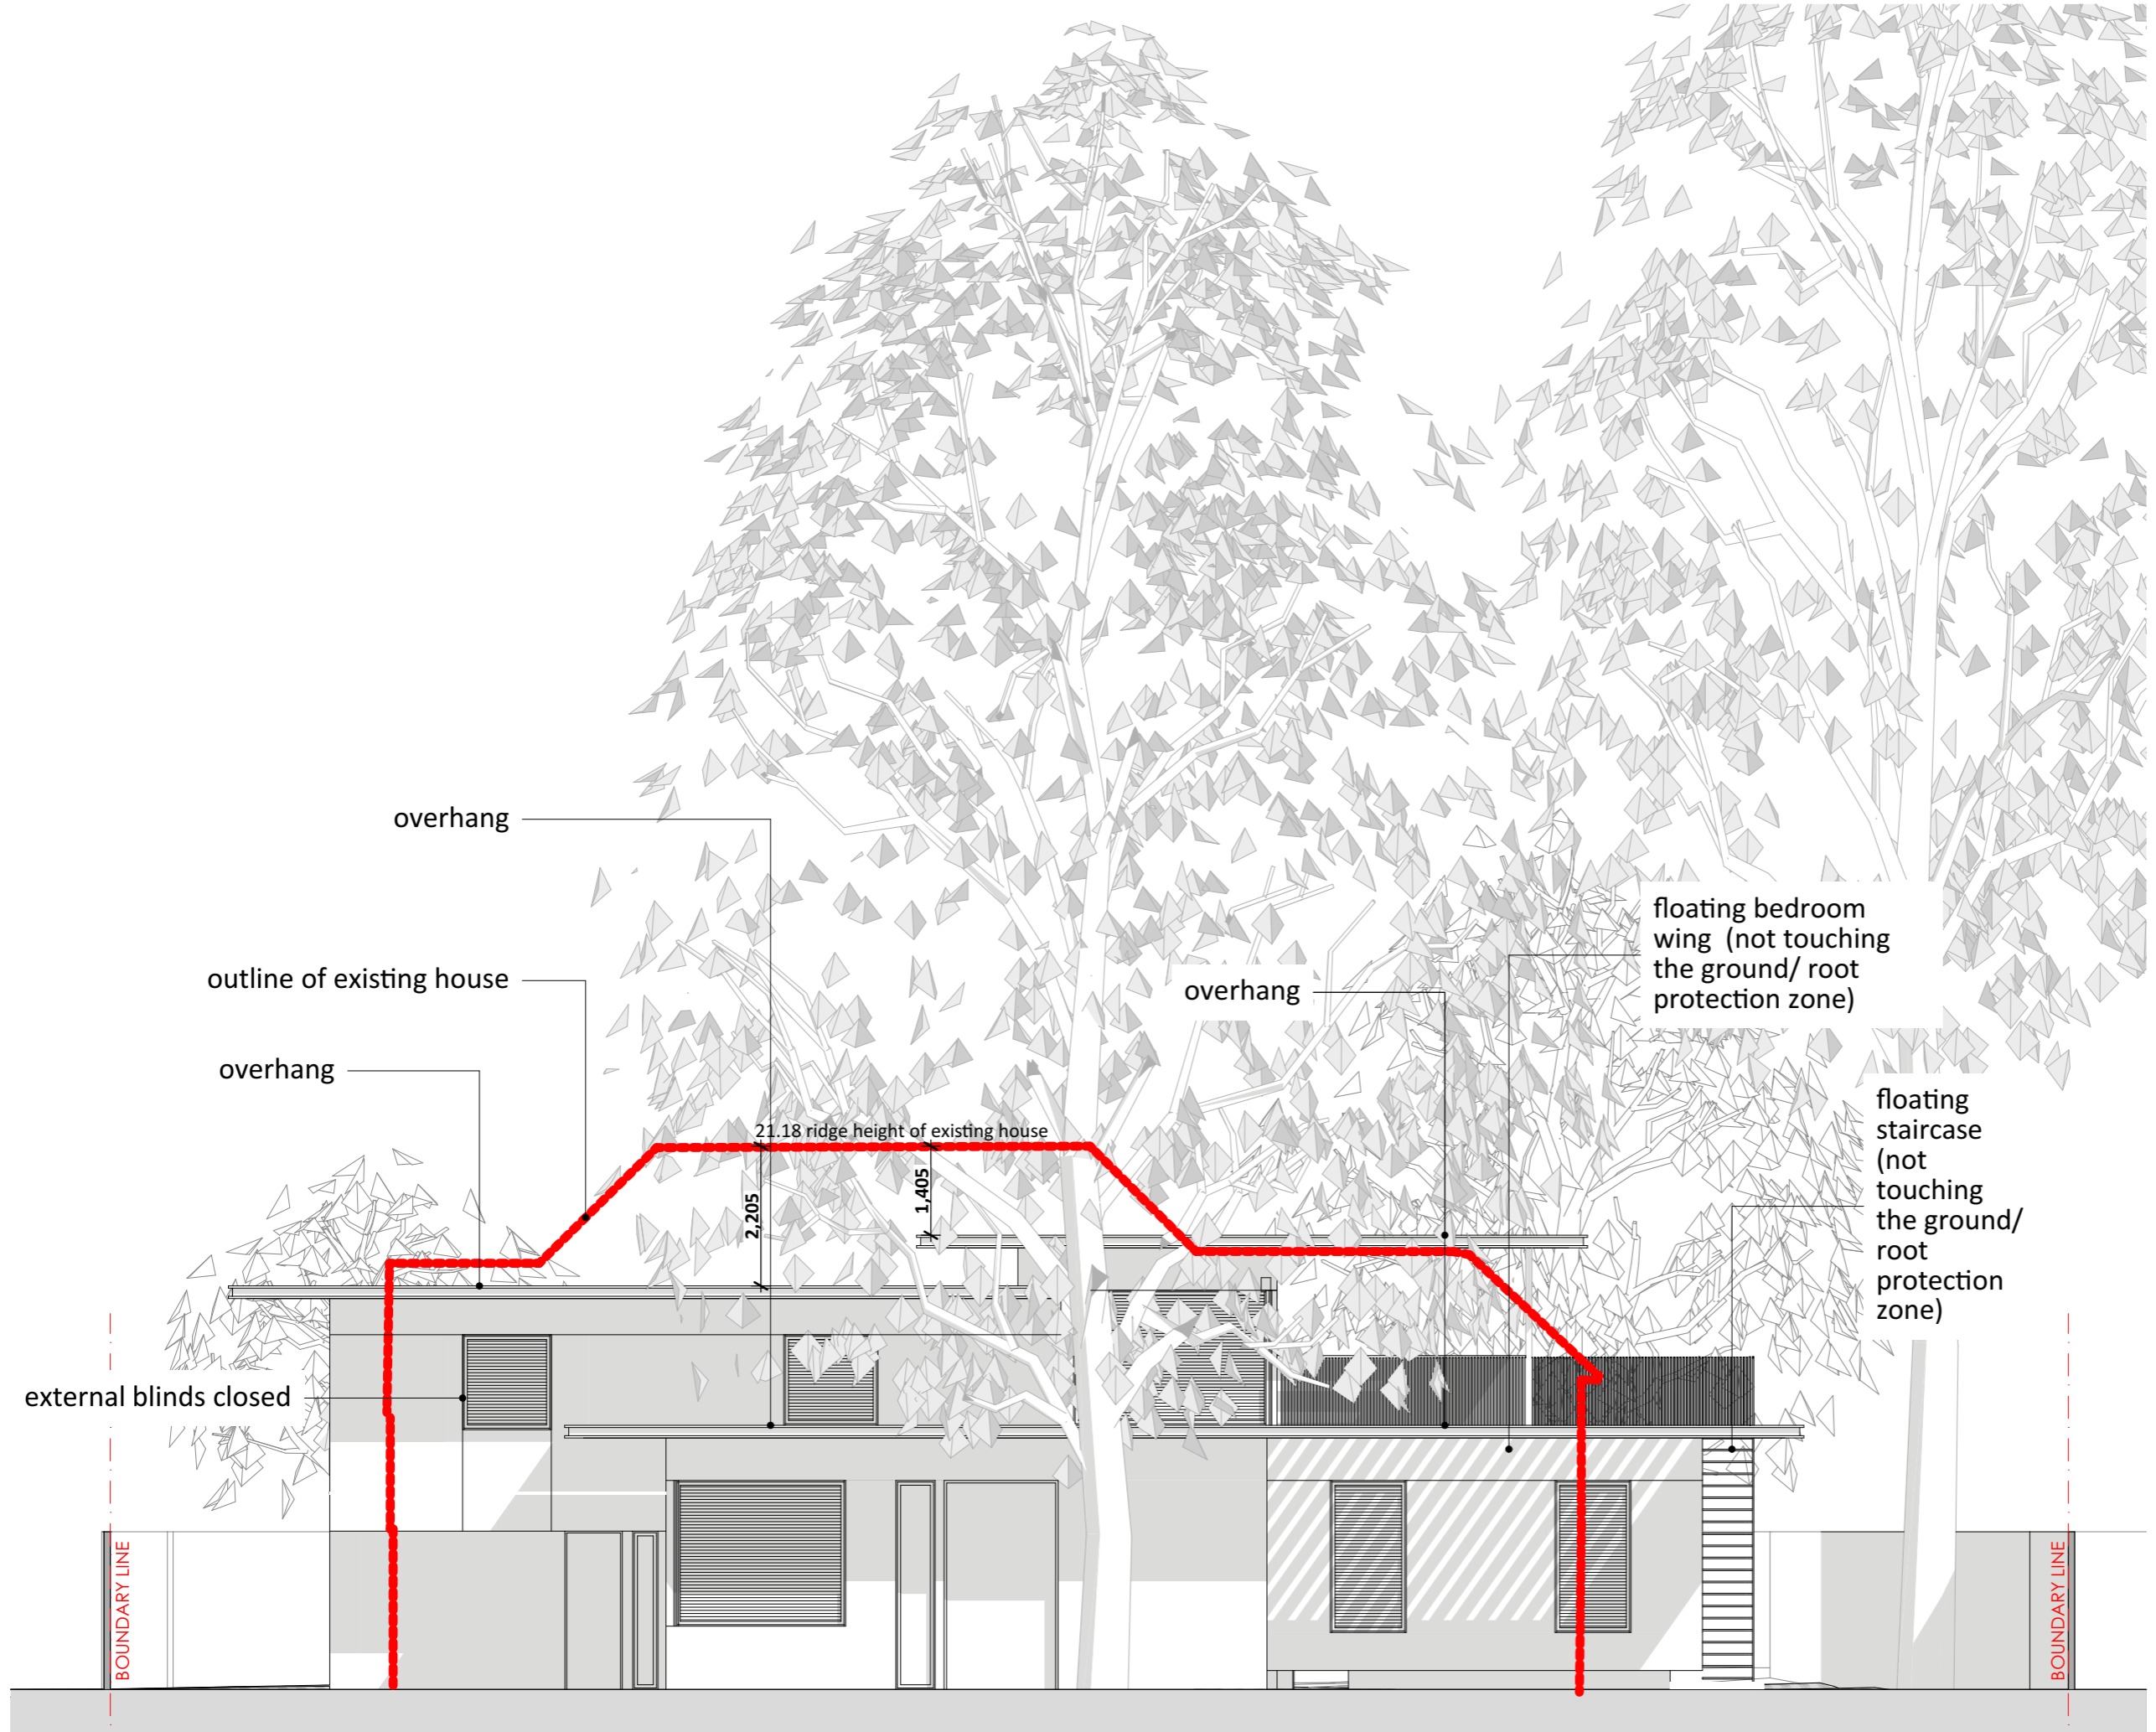 overhang
floating bedroom
wing (not touching
the ground/ root
protection zone)
outline of existing house
overhang
overhang
floating
staircase
(not
touching
the ground/
root
protection
zone)
21.18 ridge height of existing house
2,205
1,405
external blinds closed
BOUNDARY LINE
BOUNDARY LINE